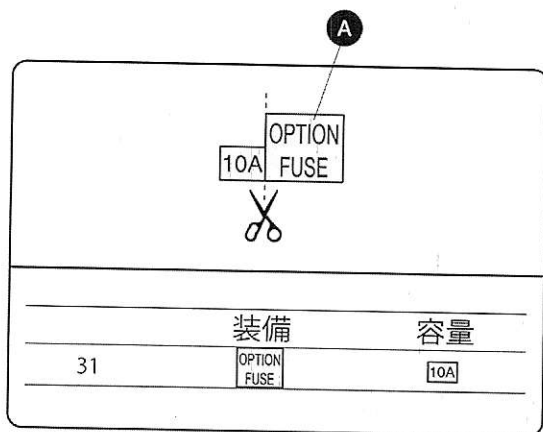 A
OPTION
10A FUSE
装備 容量
31 OPTION FUSE 10A